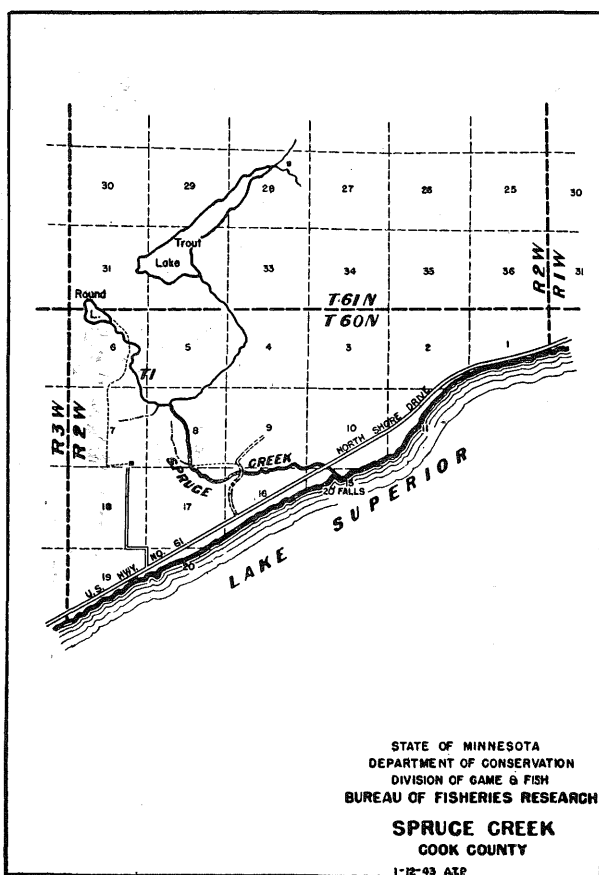 30 29 28 27 26 25 30
Trout
Lake
31 33 34 35 36 31
R2W
R1W
Round
L.
T61N
T60N
6 5 4 3 2 1
T1
R3W
R2W
7 8 9 10 11
NORTH SHORE DRIVE
SPRUCE CREEK
18 17 16 15
20' FALLS
LAKE SUPERIOR
19 20
U.S. HWY. NO. 61
STATE OF MINNESOTA
DEPARTMENT OF CONSERVATION
DIVISION OF GAME & FISH
BUREAU OF FISHERIES RESEARCH
SPRUCE CREEK
COOK COUNTY
1-12-43 A.T.P.